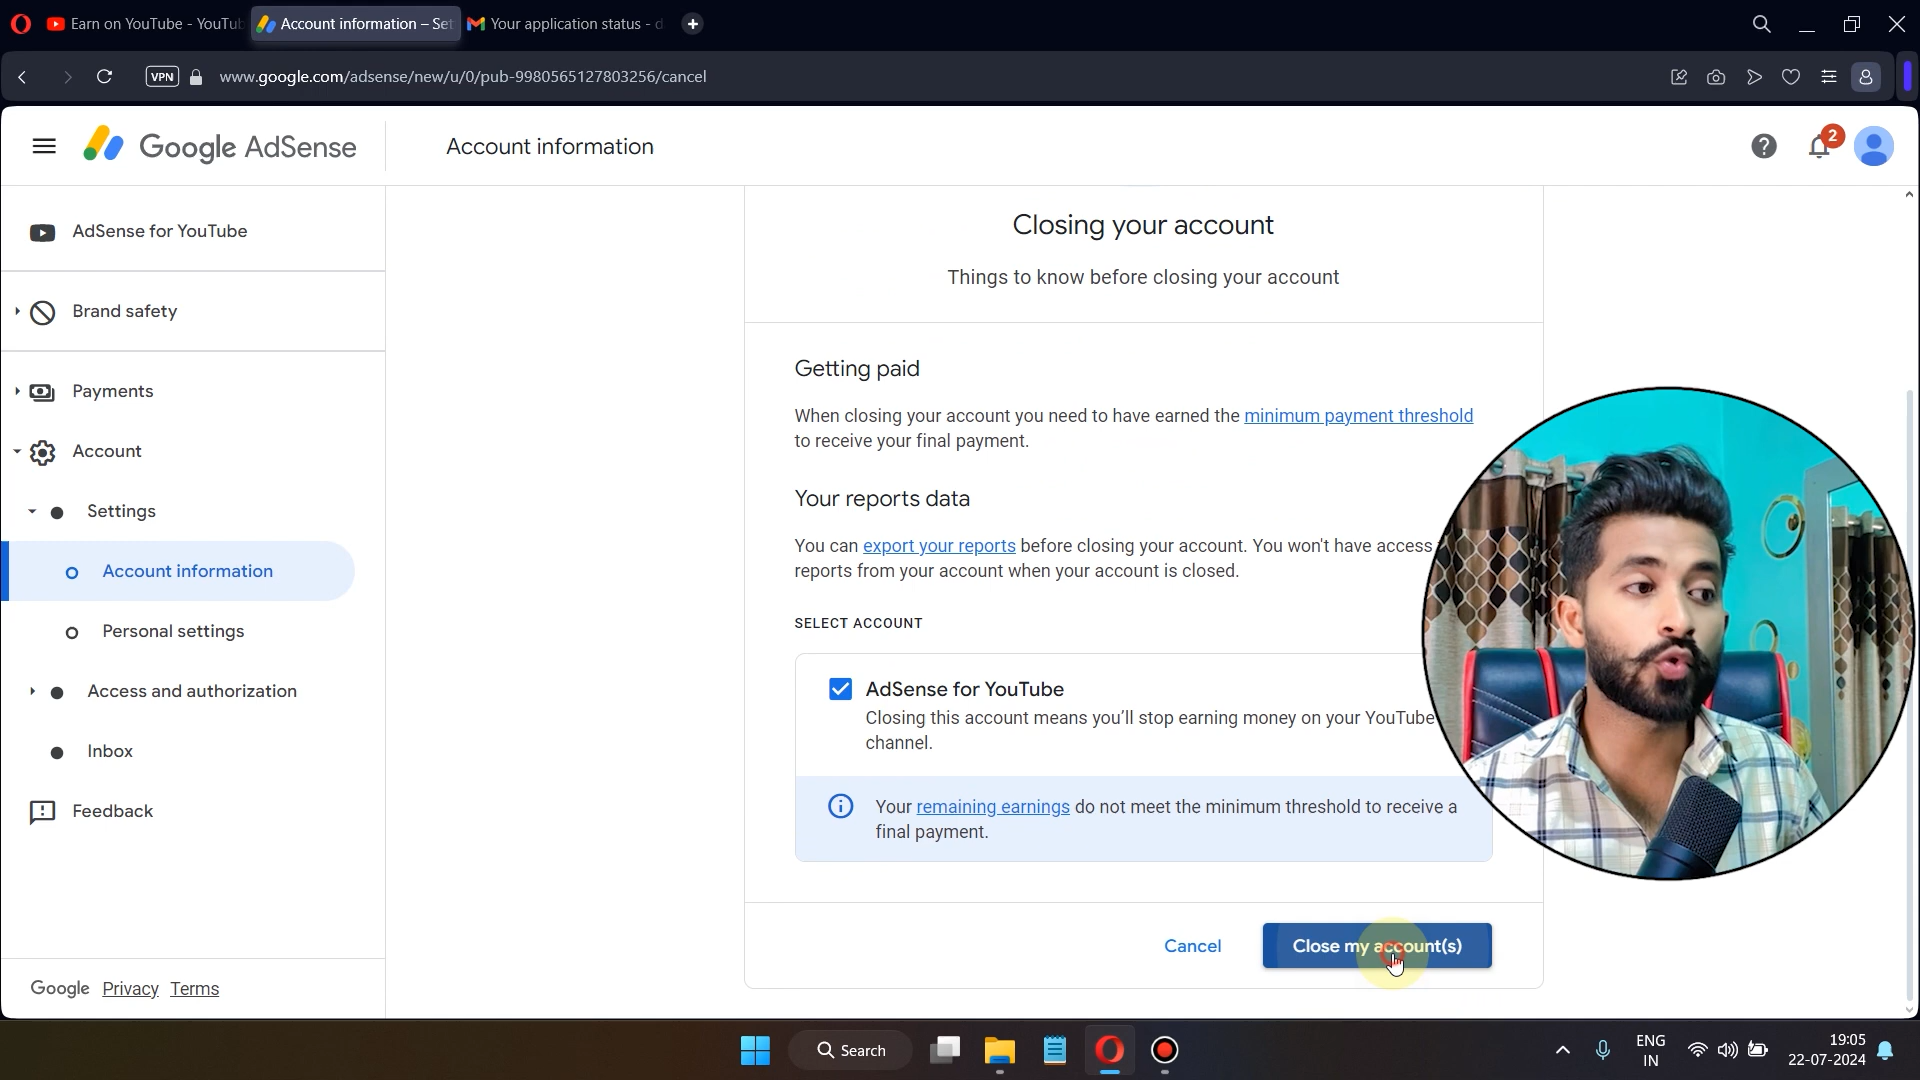 Earn on YouTube - YouTub
Account information – Set
Your application status - d
VPN
www.google.com/adsense/new/u/0/pub-9980565127803256/cancel
Google AdSense
Account information
2
AdSense for YouTube
Brand safety
Payments
Account
Settings
Account information
Personal settings
Access and authorization
Inbox
Feedback
Google Privacy Terms
Closing your account
Things to know before closing your account
Getting paid
When closing your account you need to have earned the minimum payment threshold
to receive your final payment.
Your reports data
You can export your reports before closing your account. You won't have access
reports from your account when your account is closed.
SELECT ACCOUNT
AdSense for YouTube
Closing this account means you'll stop earning money on your YouTube
channel.
Your remaining earnings do not meet the minimum threshold to receive a
final payment.
Cancel
Close my account(s)
Search
ENG
IN
19:05
22-07-2024